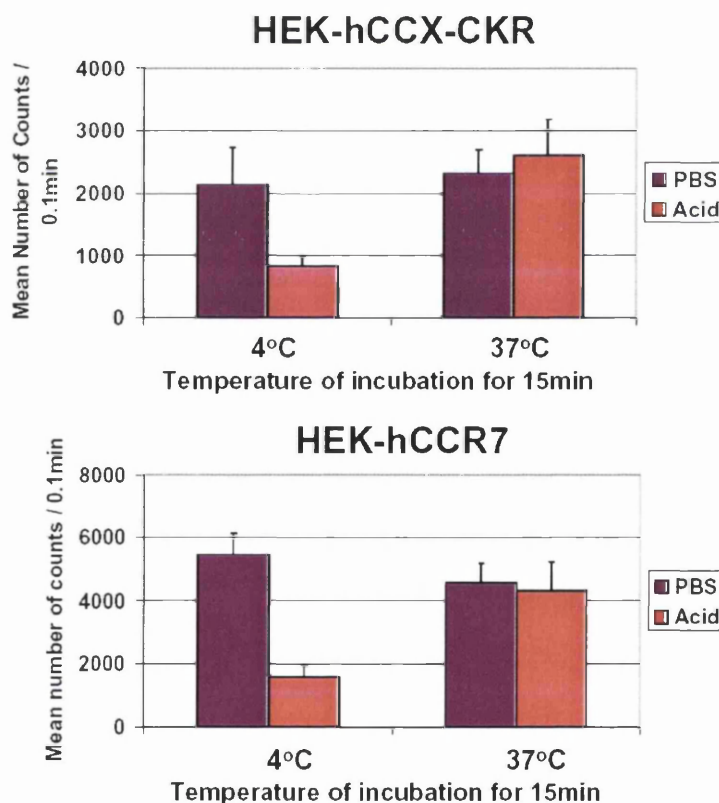 HEK-hCCX-CKR
Mean Number of Counts /
0.1min
4000
3000
2000
1000
0
4°C
37°C
Temperature of incubation for 15min
PBS
Acid
HEK-hCCR7
Mean number of counts / 0.1min
8000
6000
4000
2000
0
4°C
37°C
Temperature of incubation for 15min
PBS
Acid